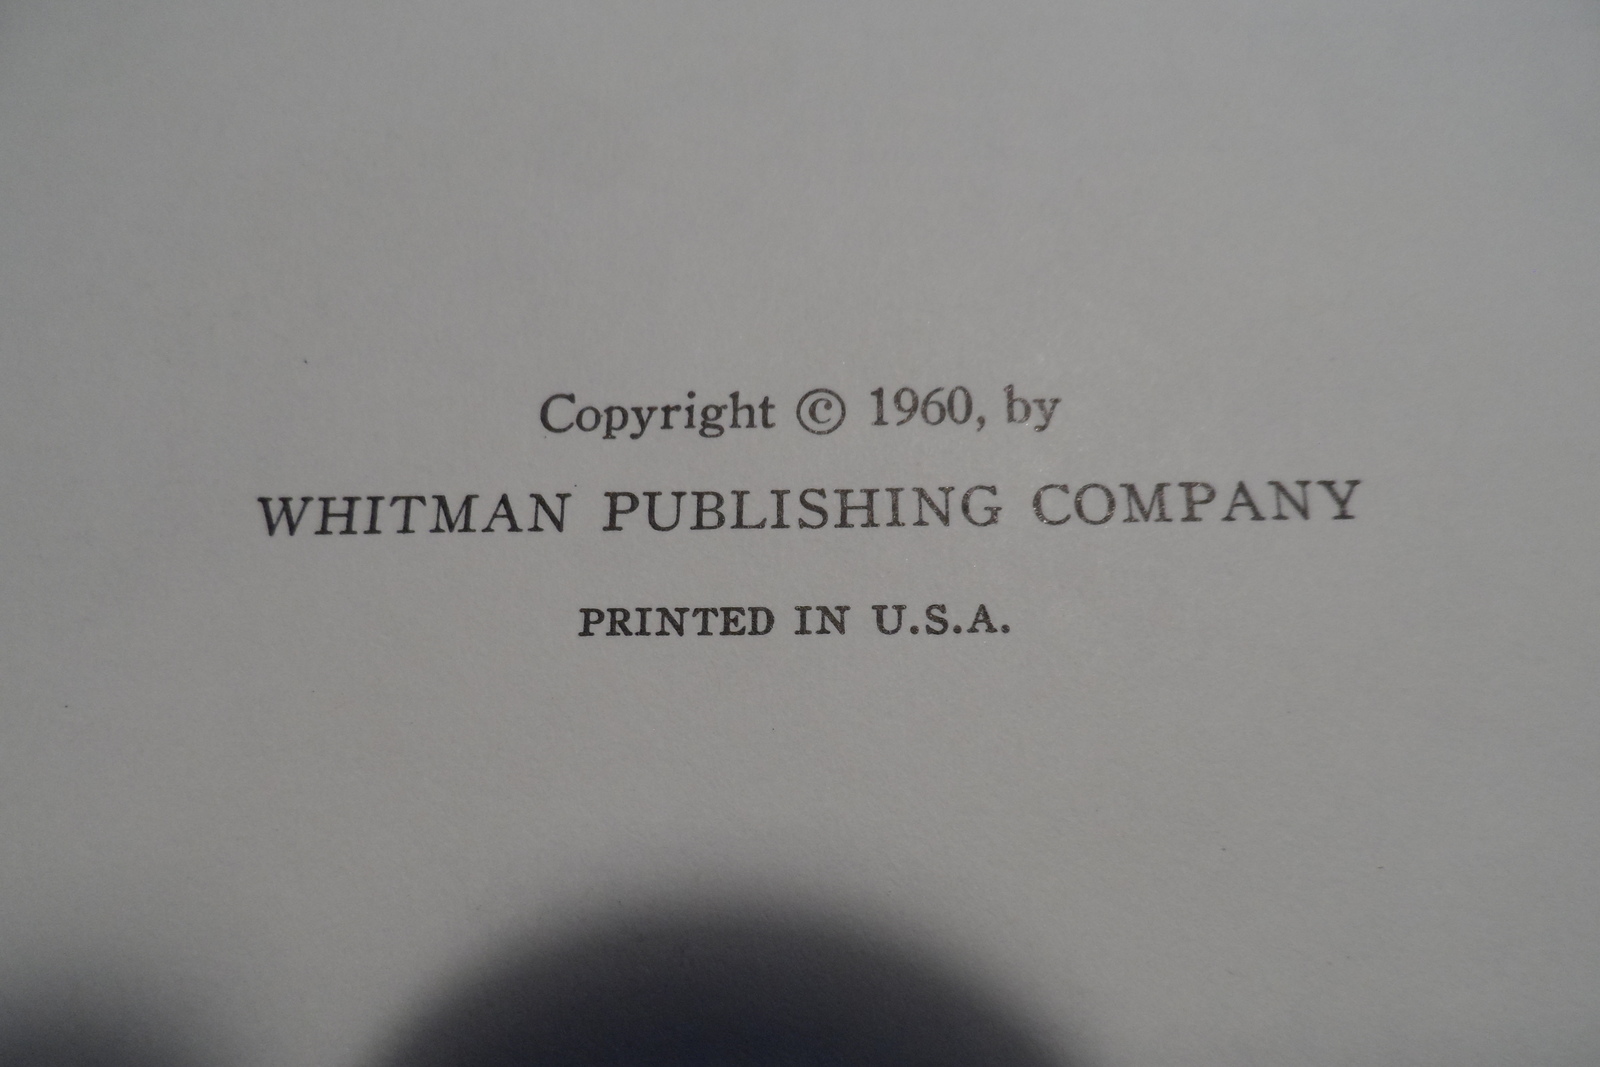 Copyright © 1960, by
WHITMAN PUBLISHING COMPANY
PRINTED IN U.S.A.